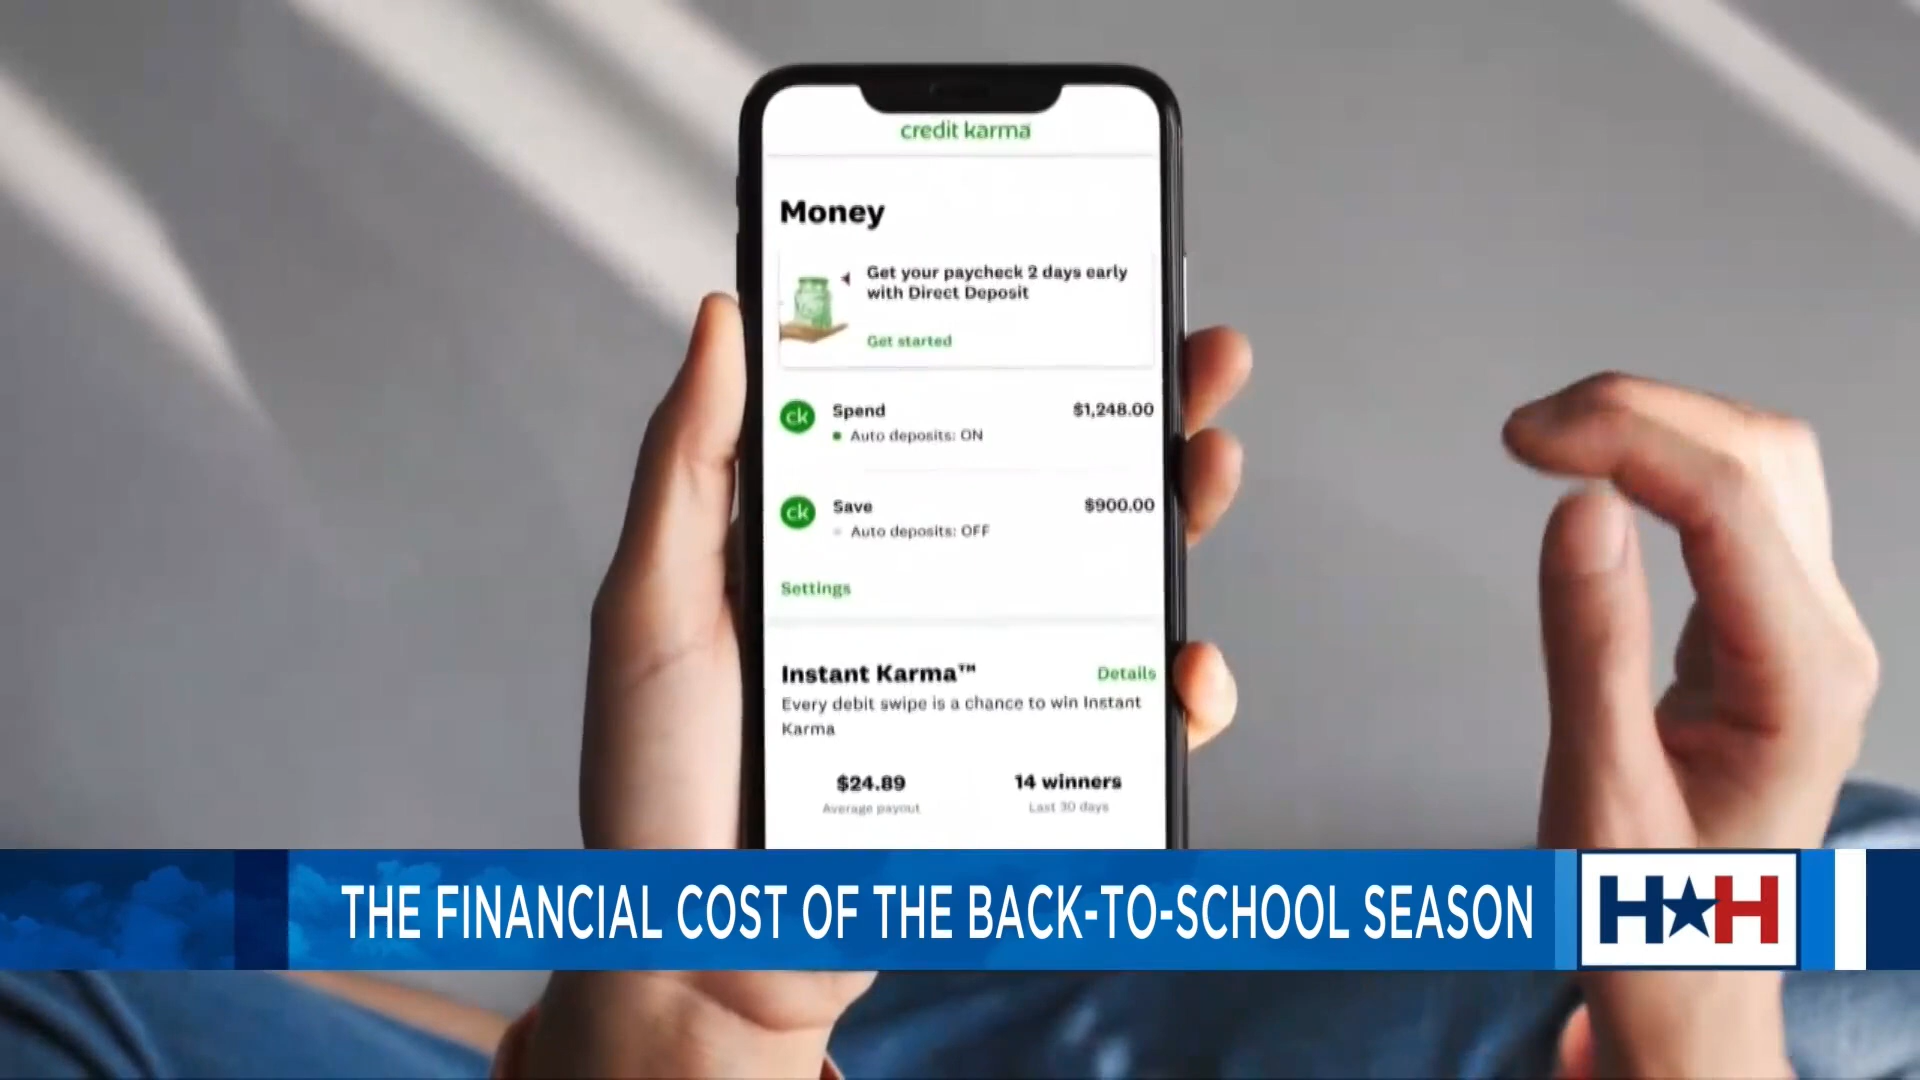 credit karma
Money
Get your paycheck 2 days early
with Direct Deposit
Get started
ck
Spend
$1,248.00
Auto deposits: ON
ck
Save
$900.00
Auto deposits: OFF
Settings
Instant Karma™
Details
Every debit swipe is a chance to win Instant
Karma
$24.89
14 winners
Average payout
Last 30 days
THE FINANCIAL COST OF THE BACK-TO-SCHOOL SEASON
H★H